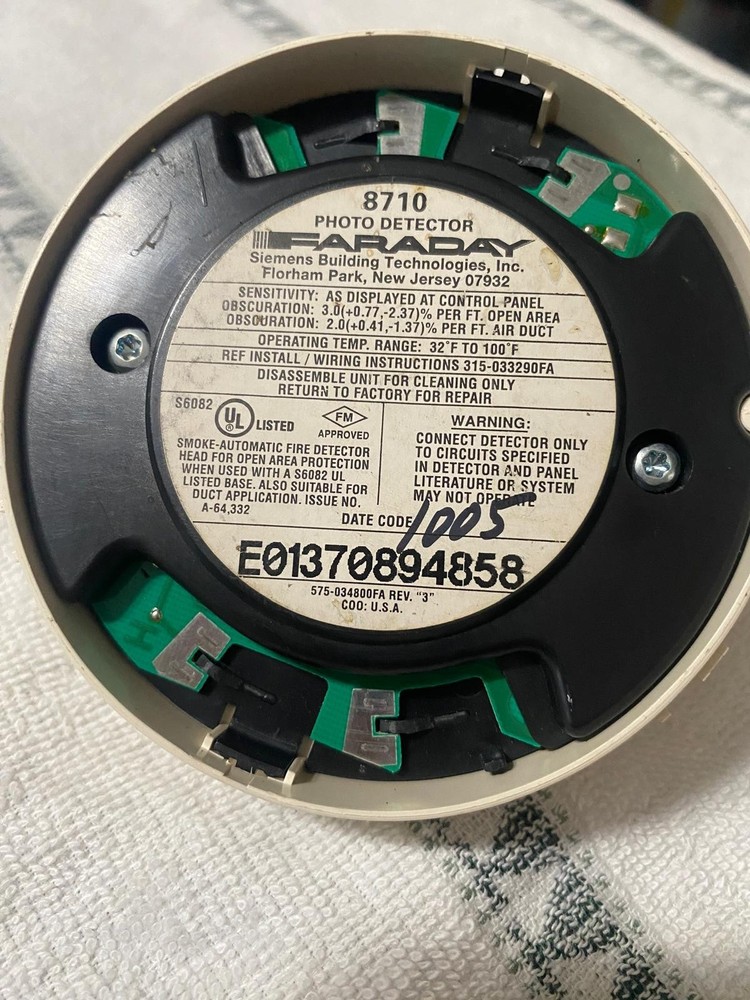 8710
PHOTO DETECTOR
FARADAY
Siemens Building Technologies, Inc.
Florham Park, New Jersey 07932
SENSITIVITY: AS DISPLAYED AT CONTROL PANEL
OBSCURATION: 3.0(+0.77,-2.37)% PER FT. OPEN AREA
OBSOURATION: 2.0(+0.41,-1.37)% PER FT. AIR DUCT
OPERATING TEMP. RANGE: 32°F TO 100°F
REF INSTALL / WIRING INSTRUCTIONS 315-033290FA
DISASSEMBLE UNIT FOR CLEANING ONLY
RETURN TO FACTORY FOR REPAIR
S6082
UL LISTED
FM
APPROVED
SMOKE-AUTOMATIC FIRE DETECTOR
HEAD FOR OPEN AREA PROTECTION
WHEN USED WITH A S6082 UL
LISTED BASE. ALSO SUITABLE FOR
DUCT APPLICATION. ISSUE NO.
A-64,332
WARNING:
CONNECT DETECTOR ONLY
TO CIRCUITS SPECIFIED
IN DETECTOR AND PANEL
LITERATURE OR SYSTEM
MAY NOT OPERATE
DATE CODE 1005
E01370894858
575-034800FA REV. "3"
COO: U.S.A.